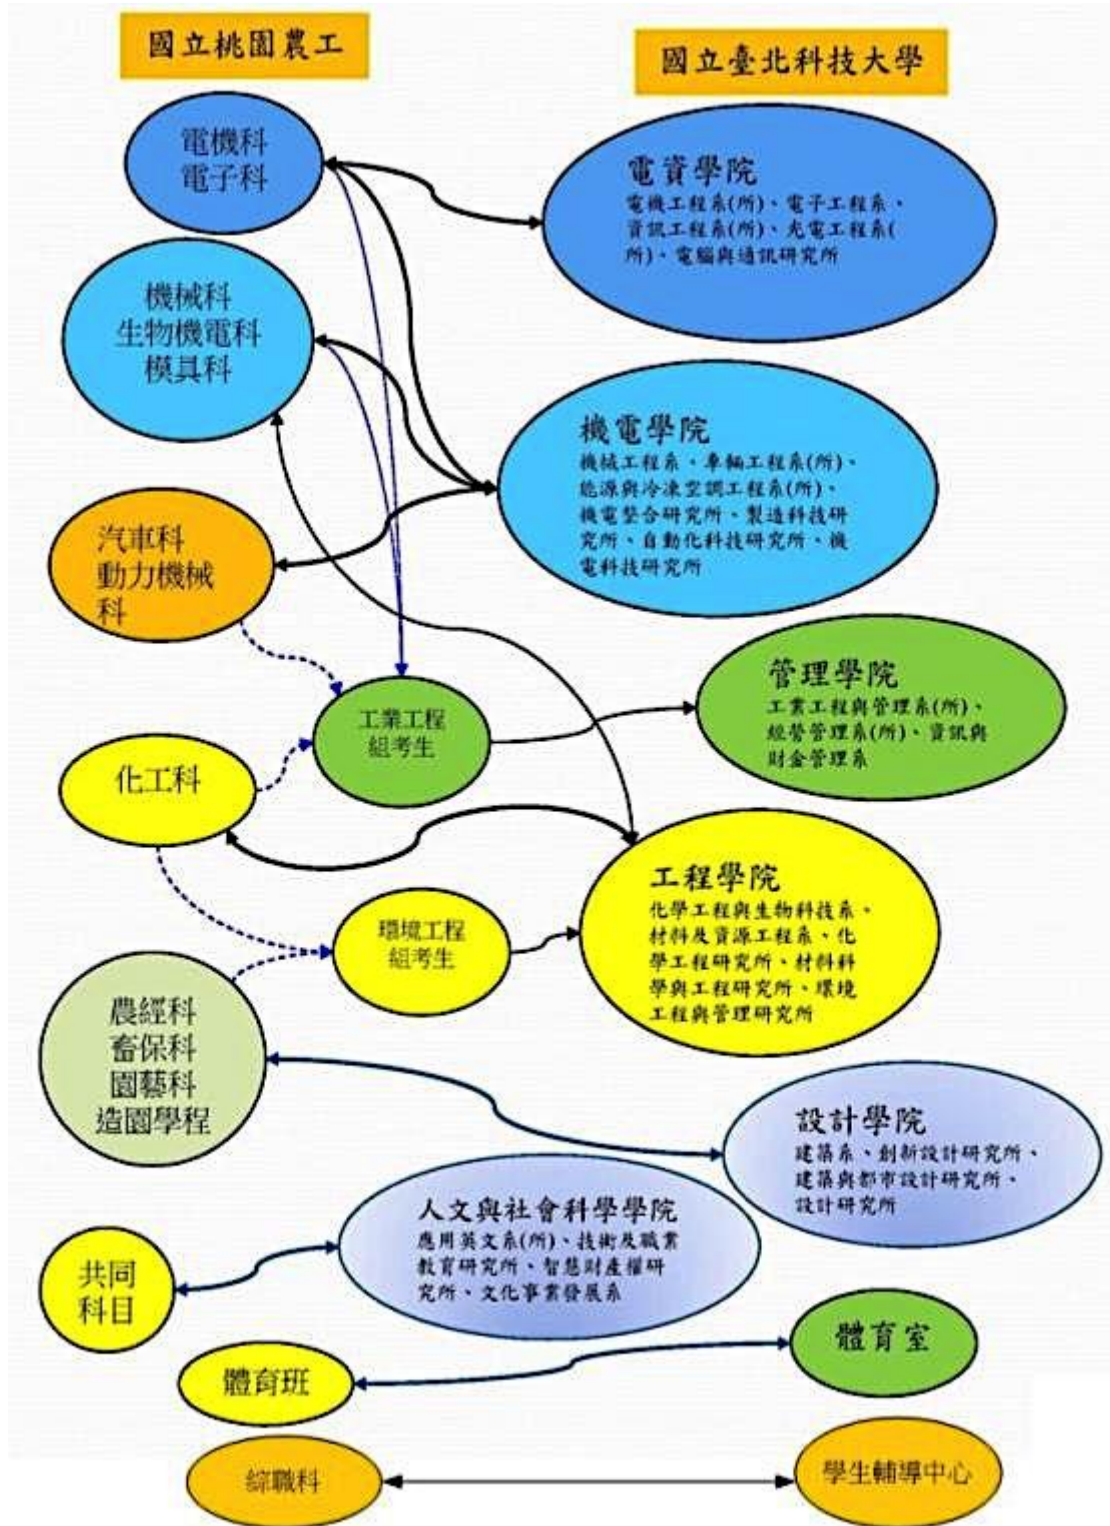 國立桃園農工
國立臺北科技大學
電機科
電子科
電資學院
電機工程系(所)、電子工程系、
資訊工程系(所)、光電工程系(
所)、電腦與通訊研究所
機械科
生物機電科
模具科
機電學院
機械工程系、車輛工程系(所)、
能源與冷凍空調工程系(所)、
機電整合研究所、製造科技研
究所、自動化科技研究所、機
電科技研究所
汽車科
動力機械
科
管理學院
工業工程與管理系(所)、
經營管理系(所)、資訊與
財金管理系
工業工程
組考生
化工科
工程學院
化學工程與生物科技系、
材料及資源工程系、化
學工程研究所、材料科
學與工程研究所、環境
工程與管理研究所
環境工程
組考生
農經科
畜保科
園藝科
造園學程
設計學院
建築系、創新設計研究所、
建築與都市設計研究所、
設計研究所
人文與社會科學學院
應用英文系(所)、技術及職業
教育研究所、智慧財產權研
究所、文化事業發展系
共同
科目
體育室
體育班
綜職科
學生輔導中心